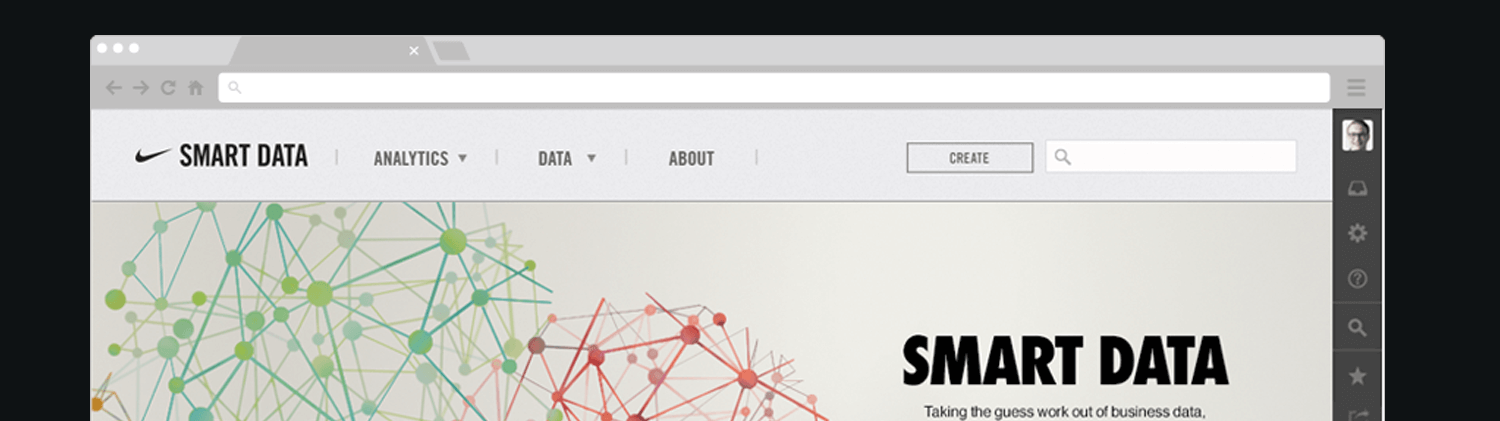 SMART DATA
ANALYTICS
DATA
ABOUT
CREATE
SMART DATA
Taking the guess work out of business data,